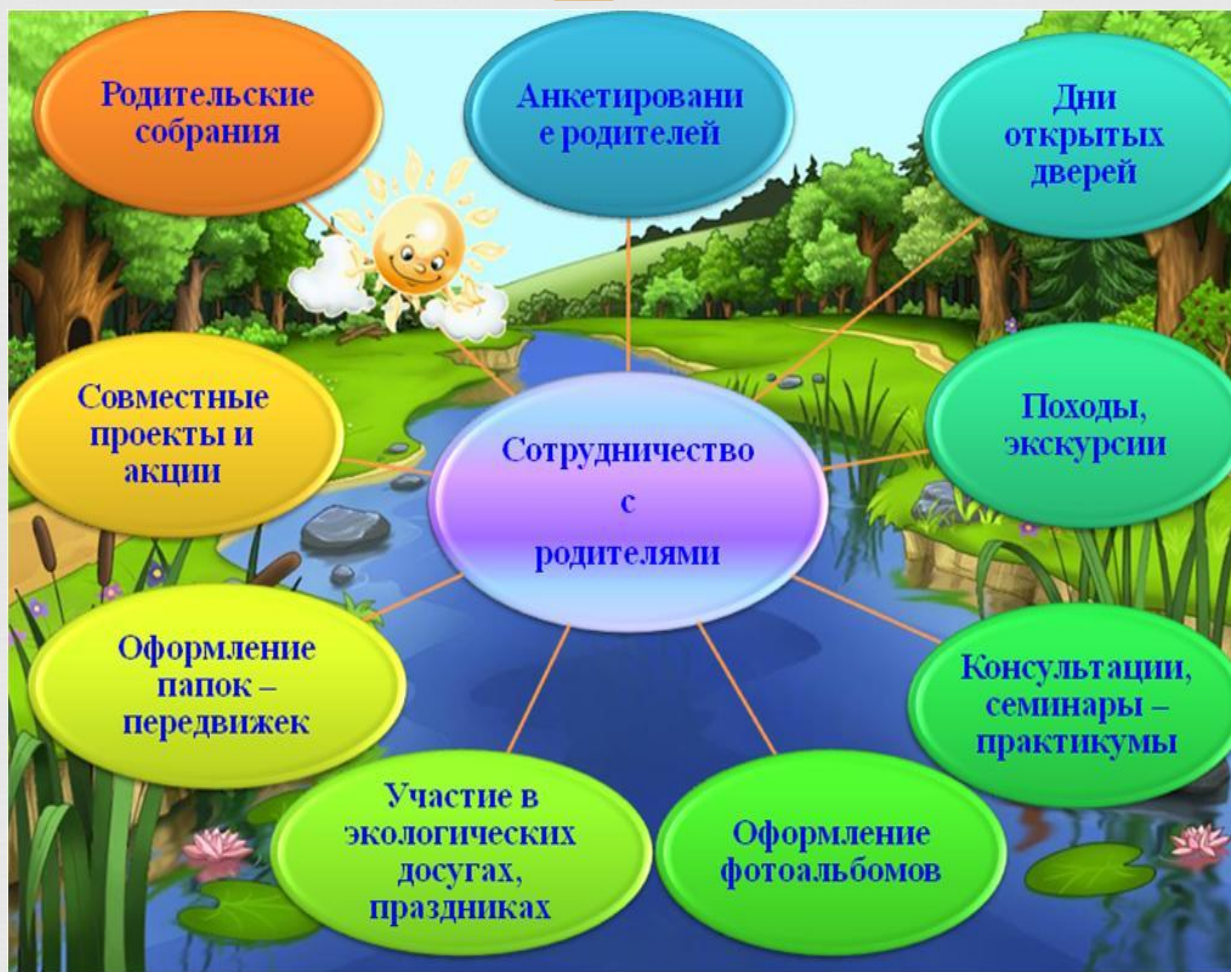 Родительские
собрания
Анкетировани
е родителей
Дни
открытых
дверей
Совместные
проекты и
акции
Сотрудничество
с
родителями
Походы,
экскурсии
Оформление
папок –
передвижек
Консультации,
семинары –
практикумы
Участие в
экологических
досугах,
праздниках
Оформление
фотоальбомов